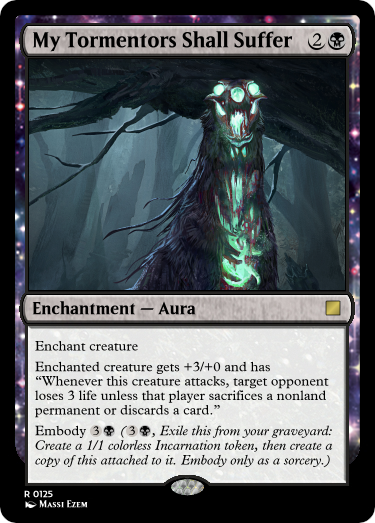 My Tormentors Shall Suffer 2
Enchantment — Aura
Enchant creature
Enchanted creature gets +3/+0 and has
“Whenever this creature attacks, target opponent
loses 3 life unless that player sacrifices a nonland
permanent or discards a card.”
Embody 3 (3, Exile this from your graveyard:
Create a 1/1 colorless Incarnation token, then create a
copy of this attached to it. Embody only as a sorcery.)
R 0125
Massi Ezem